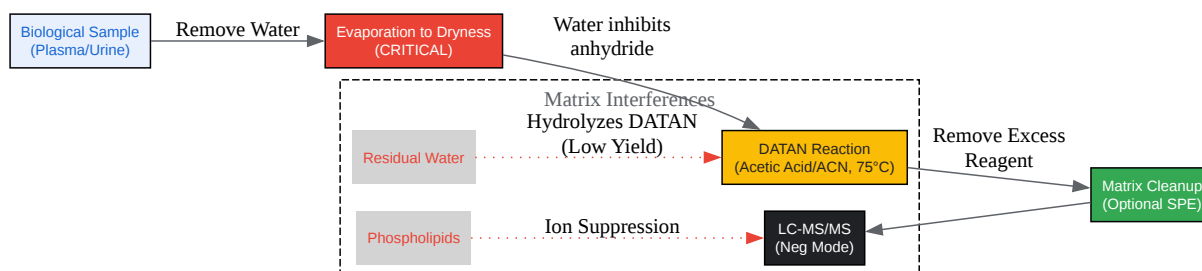 Biological Sample
(Plasma/Urine)
Remove Water
Evaporation to Dryness
(CRITICAL)
Water inhibits
anhydride
Matrix Interferences
Residual Water
Hydrolyzes DATAN
(Low Yield)
DATAN Reaction
(Acetic Acid/ACN, 75°C)
Remove Excess
Reagent
Matrix Cleanup
(Optional SPE)
Phospholipids
Ion Suppression
LC-MS/MS
(Neg Mode)